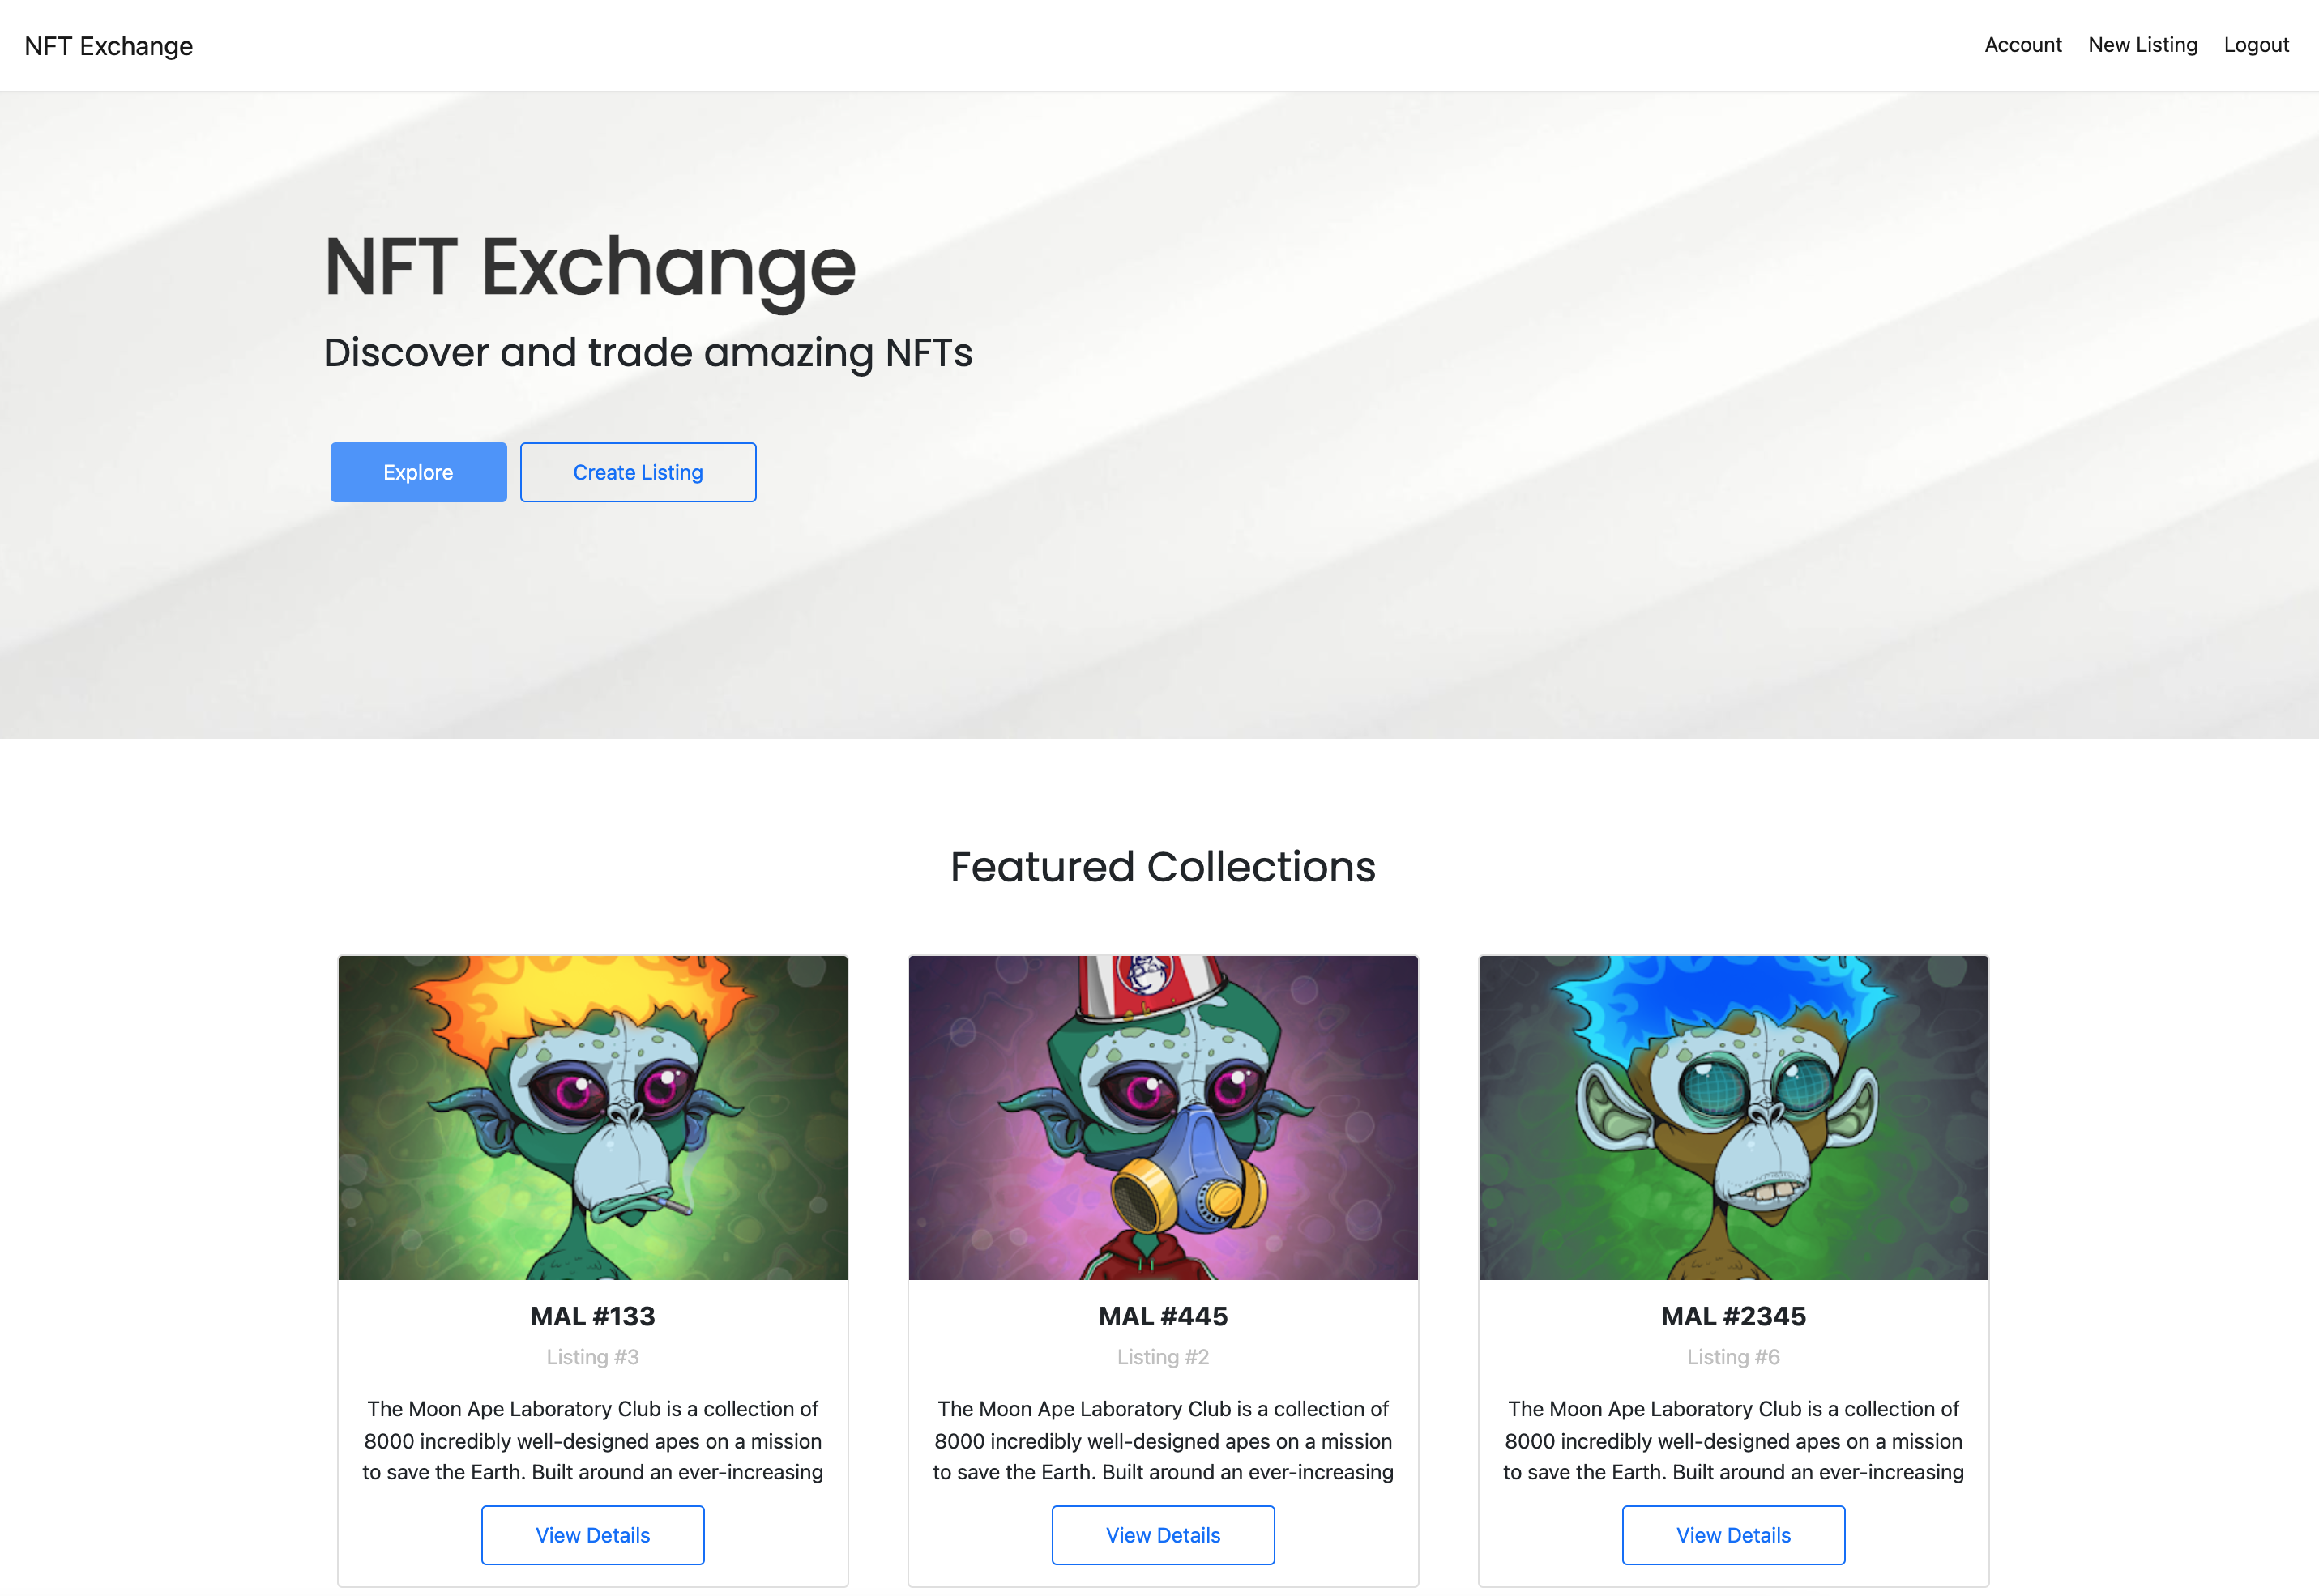 NFT Exchange
Account New Listing Logout
NFT Exchange
Discover and trade amazing NFTs
Explore Create Listing
Featured Collections
MAL #133
Listing #3
The Moon Ape Laboratory Club is a collection of
8000 incredibly well-designed apes on a mission
to save the Earth. Built around an ever-increasing
View Details
MAL #445
Listing #2
The Moon Ape Laboratory Club is a collection of
8000 incredibly well-designed apes on a mission
to save the Earth. Built around an ever-increasing
View Details
MAL #2345
Listing #6
The Moon Ape Laboratory Club is a collection of
8000 incredibly well-designed apes on a mission
to save the Earth. Built around an ever-increasing
View Details